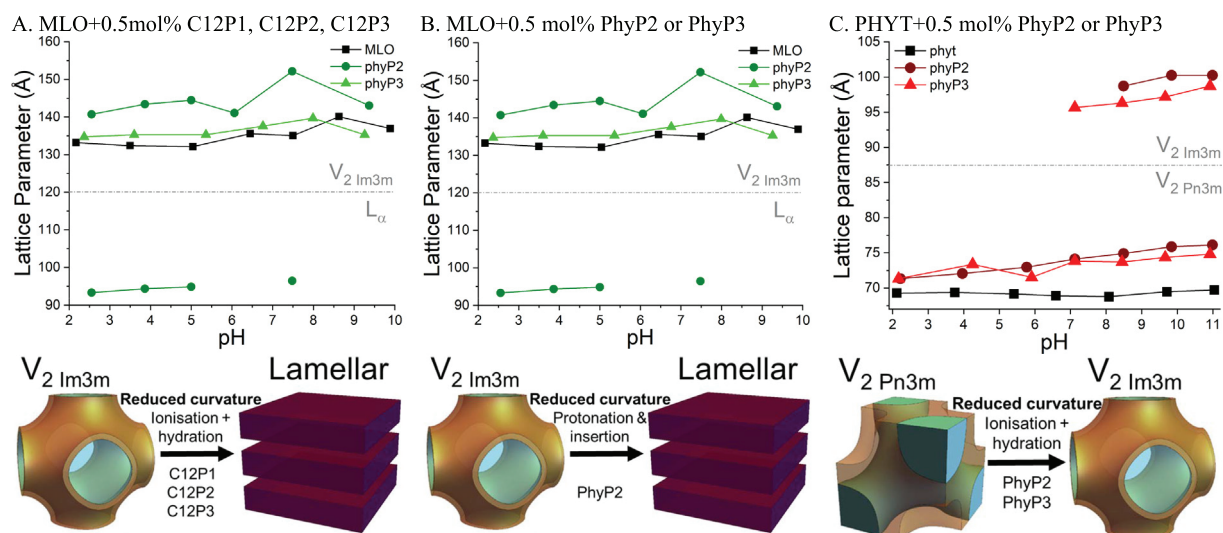 A. MLO+0.5mol% C12P1, C12P2, C12P3
160
150
140
130
120
110
100
90
Lattice Parameter (Å)
MLO
phyP2
phyP3
V2 Im3m
Lα
2 3 4 5 6 7 8 9 10
pH
B. MLO+0.5 mol% PhyP2 or PhyP3
160
150
140
130
120
110
100
90
Lattice Parameter (Å)
MLO
phyP2
phyP3
V2 Im3m
Lα
2 3 4 5 6 7 8 9 10
pH
C. PHYT+0.5 mol% PhyP2 or PhyP3
105
100
95
90
85
80
75
70
Lattice parameter (Å)
phyt
phyP2
phyP3
V2 Im3m
V2 Pn3m
2 3 4 5 6 7 8 9 10 11
pH
V2 Im3m
Reduced curvature
Ionisation +
hydration
C12P1
C12P2
C12P3
Lamellar
V2 Im3m
Reduced curvature
Protonation &
insertion
PhyP2
Lamellar
V2 Pn3m
Reduced curvature
Ionisation +
hydration
PhyP2
PhyP3
V2 Im3m